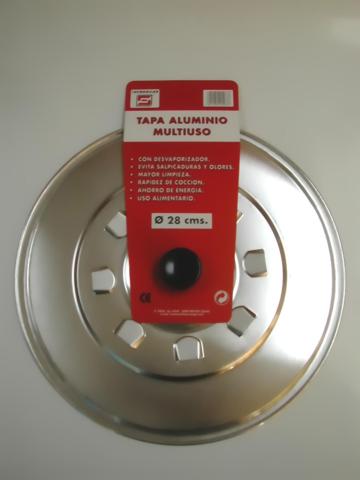 TAPA ALUMINIO
MULTIUSO
• CON DESVAPORIZADOR.
• EVITA SALPICADURAS Y OLORES.
• MAYOR LIMPIEZA.
• RAPIDEZ DE COCCION.
• AHORRO DE ENERGIA.
• USO ALIMENTARIO.
Ø 28 cms.
CE